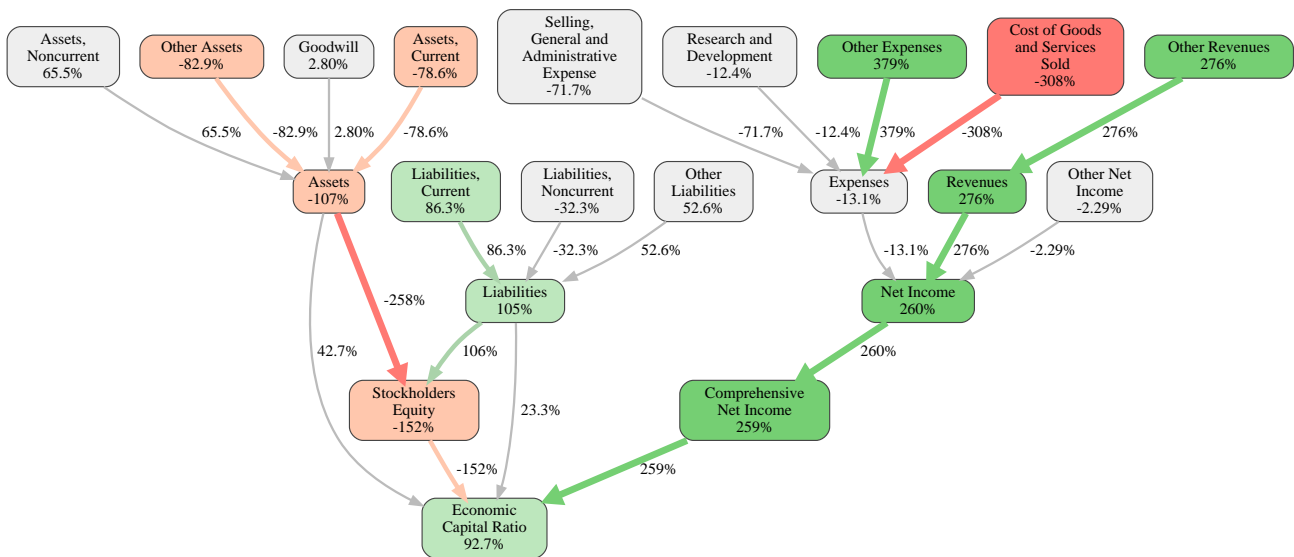 Assets,
Noncurrent
65.5%
Other Assets
-82.9%
Goodwill
2.80%
Assets,
Current
-78.6%
Selling,
General and
Administrative
Expense
-71.7%
Research and
Development
-12.4%
Other Expenses
379%
Cost of Goods
and Services
Sold
-308%
Other Revenues
276%
65.5%
-82.9%
2.80%
-78.6%
-71.7%
-12.4%
379%
-308%
276%
Assets
-107%
Liabilities,
Current
86.3%
Liabilities,
Noncurrent
-32.3%
Other
Liabilities
52.6%
Expenses
-13.1%
Revenues
276%
Other Net
Income
-2.29%
86.3%
-32.3%
52.6%
-13.1%
276%
-2.29%
-258%
Liabilities
105%
Net Income
260%
42.7%
106%
260%
Stockholders
Equity
-152%
23.3%
Comprehensive
Net Income
259%
-152%
259%
Economic
Capital Ratio
92.7%